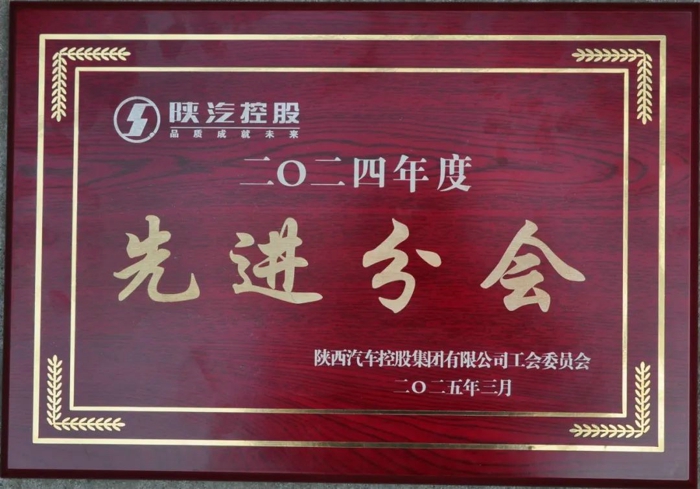 陕汽控股
品质成就未来
二〇二四年度
先进分会
陕西汽车控股集团有限公司工会委员会
二〇二五年三月